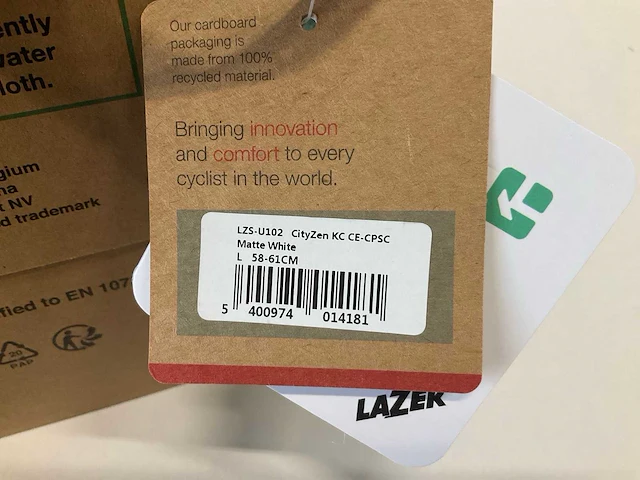 ently
water
loth.
gium
na
t NV
d trademark
fied to EN 107
20
PAP
Our cardboard
packaging is
made from 100%
recycled material.
Bringing innovation
and comfort to every
cyclist in the world.
LZS-U102 CityZen KC CE-CPSC
Matte White
L 58-61CM
5 400974 014181
LAZER